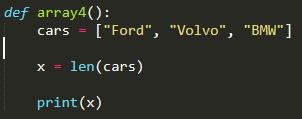 def array4():
    cars = ["Ford", "Volvo", "BMW"]
    x = len(cars)
    print(x)